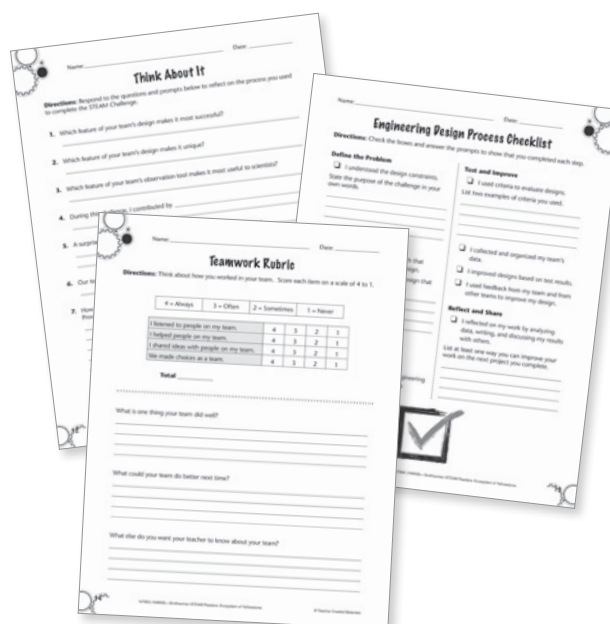 Name:
Date:
Think About It
Directions: Respond to the questions and prompts below to reflect on the process you used
to complete the STEAM Challenge.
1. Which feature of your team's design makes it most successful?
2. Which feature of your team's design makes it unique?
3. Which feature of your team's observation tool makes it most useful to scientists?
4. During this I contributed by
5. A surpris
6. Our te
7. How
Name:
Date:
Engineering Design Process Checklist
Directions: Check the boxes and answer the prompts to show that you completed each step.
Define the Problem
I understood the design constraints.
State the purpose of the challenge in your
own words.
s that
sign.
sign that
gineering
Test and Improve
I used criteria to evaluate designs.
List two examples of criteria you used.
I collected and organized my team's
data.
I improved designs based on test results.
I used feedback from my team and from
other teams to improve my design.
Reflect and Share
I reflected on my work by analyzing
data, writing, and discussing my results
with others.
List at least one way you can improve your
work on the next project you complete.
Name:
Date:
Teamwork Rubric
Directions: Think about how you worked in your team. Score each item on a scale of 4 to 1.
4 = Always 3 = Often 2 = Sometimes 1 = Never
I listened to people on my team. 4 3 2 1
I helped people on my team. 4 3 2 1
I shared ideas with people on my team. 4 3 2 1
We made choices as a team. 4 3 2 1
Total
What is one thing your team did well?
What could your team do better next time?
What else do you want your teacher to know about your team?
© Teacher Created Materials